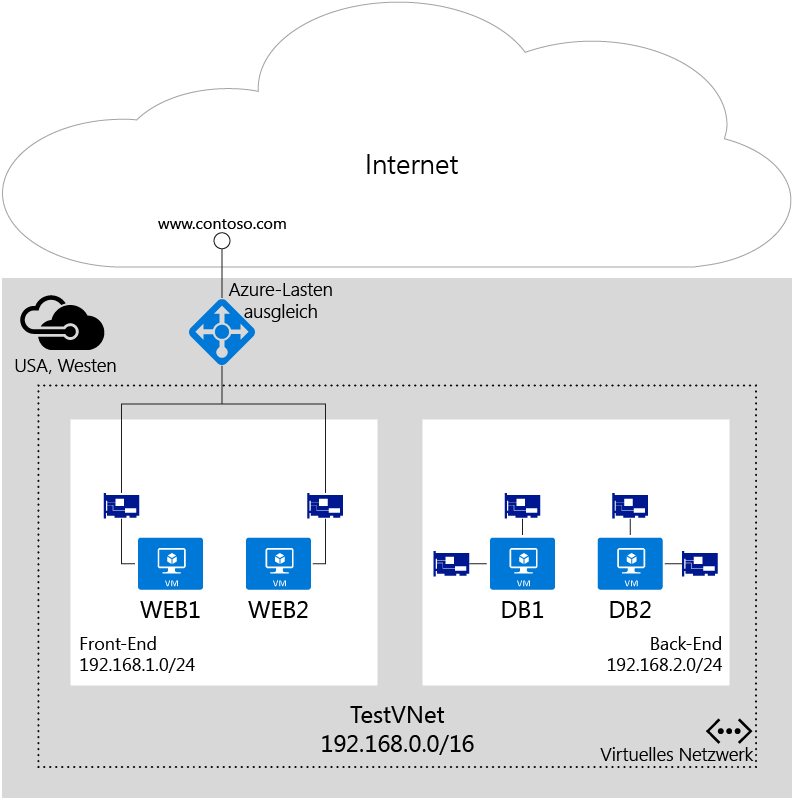 Internet
www.contoso.com
Azure-Lasten
ausgleich
USA, Westen
VM
VM
VM
VM
WEB1
WEB2
DB1
DB2
Front-End
192.168.1.0/24
Back-End
192.168.2.0/24
TestVNet
192.168.0.0/16
Virtuelles Netzwerk